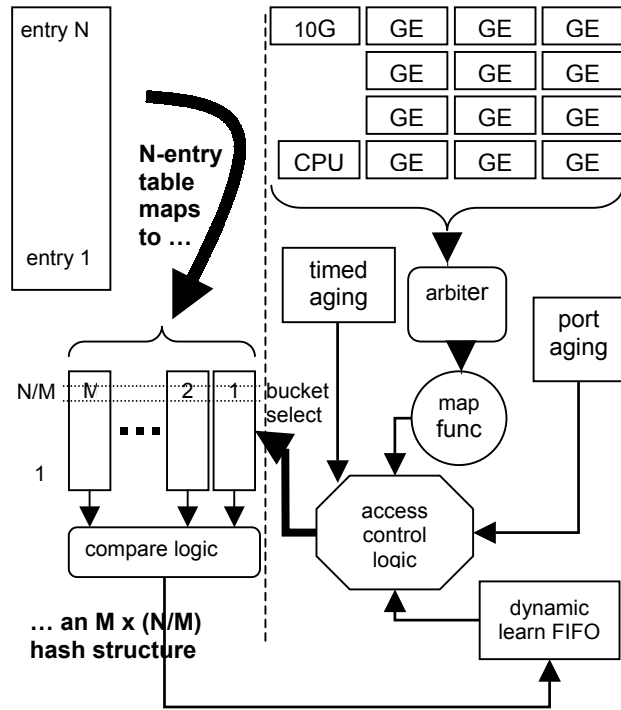 entry N
10G GE GE GE
GE GE GE
GE GE GE
CPU GE GE GE
N-entry
table
maps
to …
entry 1
timed
aging
arbiter
port
aging
map
func
N/M
M
2
1
bucket
select
1
access
control
logic
compare logic
dynamic
learn FIFO
… an M x (N/M)
hash structure